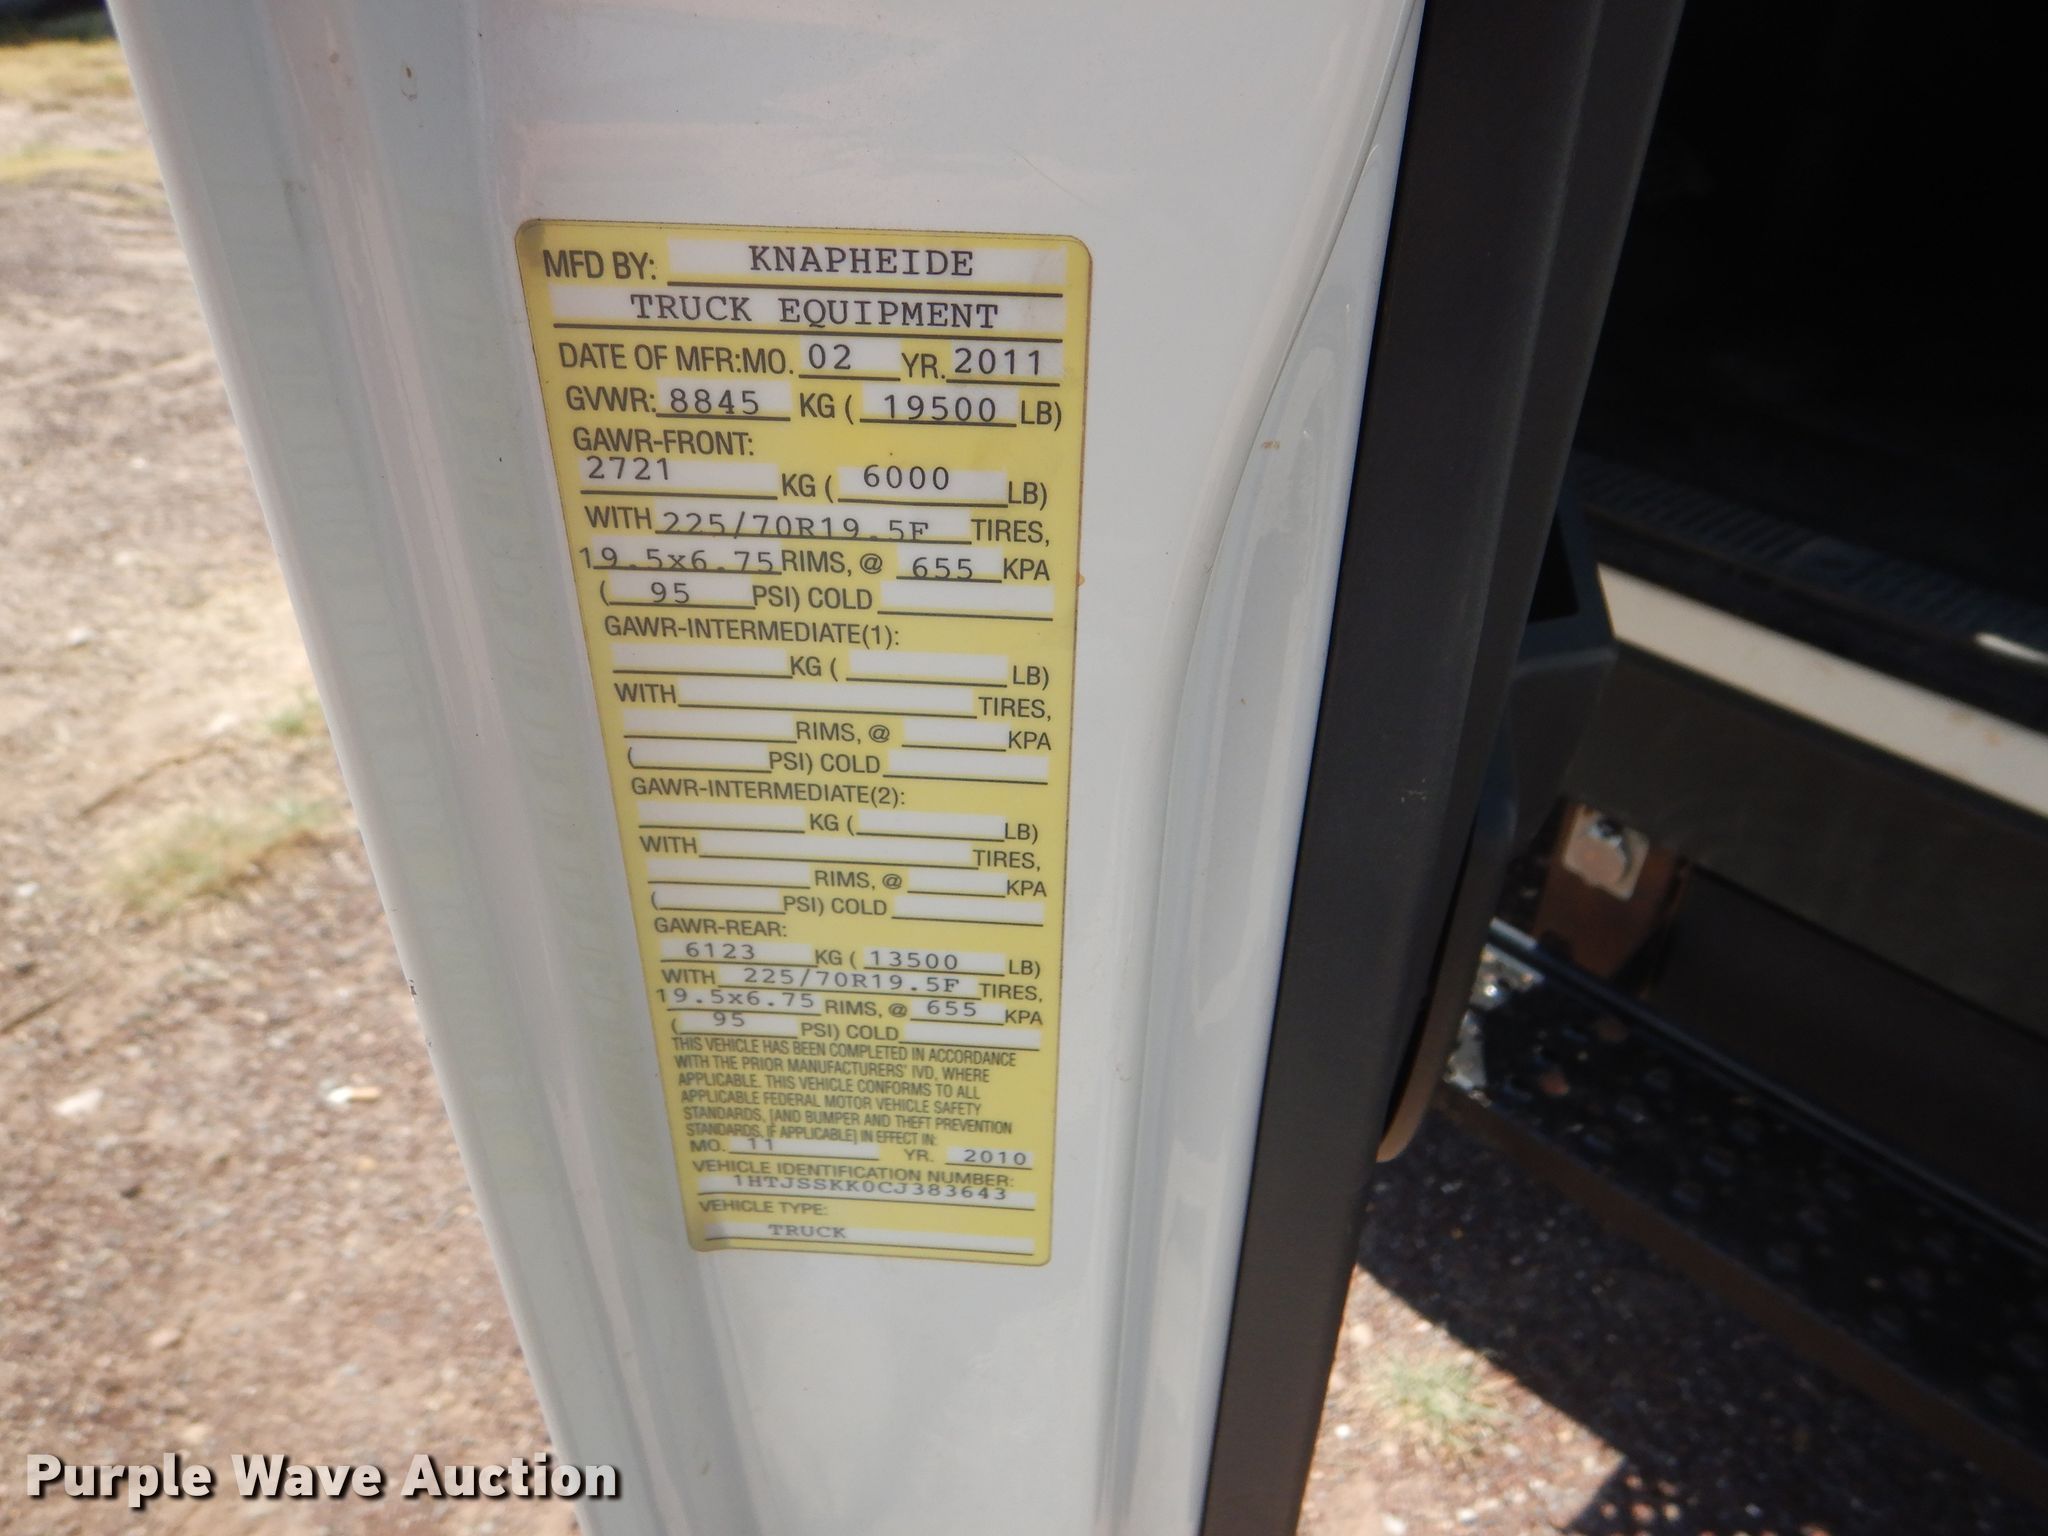 MFD BY: KNAPHEIDE
TRUCK EQUIPMENT
DATE OF MFR:MO. 02 YR. 2011
GVWR: 8845 KG ( 19500 LB)
GAWR-FRONT:
2721 KG ( 6000 LB)
WITH 225/70R19.5F TIRES,
19.5x6.75 RIMS, @ 655 KPA
( 95 PSI) COLD
GAWR-INTERMEDIATE(1):
KG ( LB)
WITH TIRES,
RIMS, @ KPA
( PSI) COLD
GAWR-INTERMEDIATE(2):
KG ( LB)
WITH TIRES,
RIMS, @ KPA
( PSI) COLD
GAWR-REAR:
6123 KG ( 13500 LB)
WITH 225/70R19.5F TIRES,
19.5x6.75 RIMS, @ 655 KPA
( 95 PSI) COLD
THIS VEHICLE HAS BEEN COMPLETED IN ACCORDANCE
WITH THE PRIOR MANUFACTURERS' IVD, WHERE
APPLICABLE. THIS VEHICLE CONFORMS TO ALL
APPLICABLE FEDERAL MOTOR VEHICLE SAFETY
STANDARDS, [AND BUMPER AND THEFT PREVENTION
STANDARDS, IF APPLICABLE] IN EFFECT IN:
MO. 11 YR. 2010
VEHICLE IDENTIFICATION NUMBER:
1HTJSSKK0CJ383643
VEHICLE TYPE:
TRUCK
Purple Wave Auction